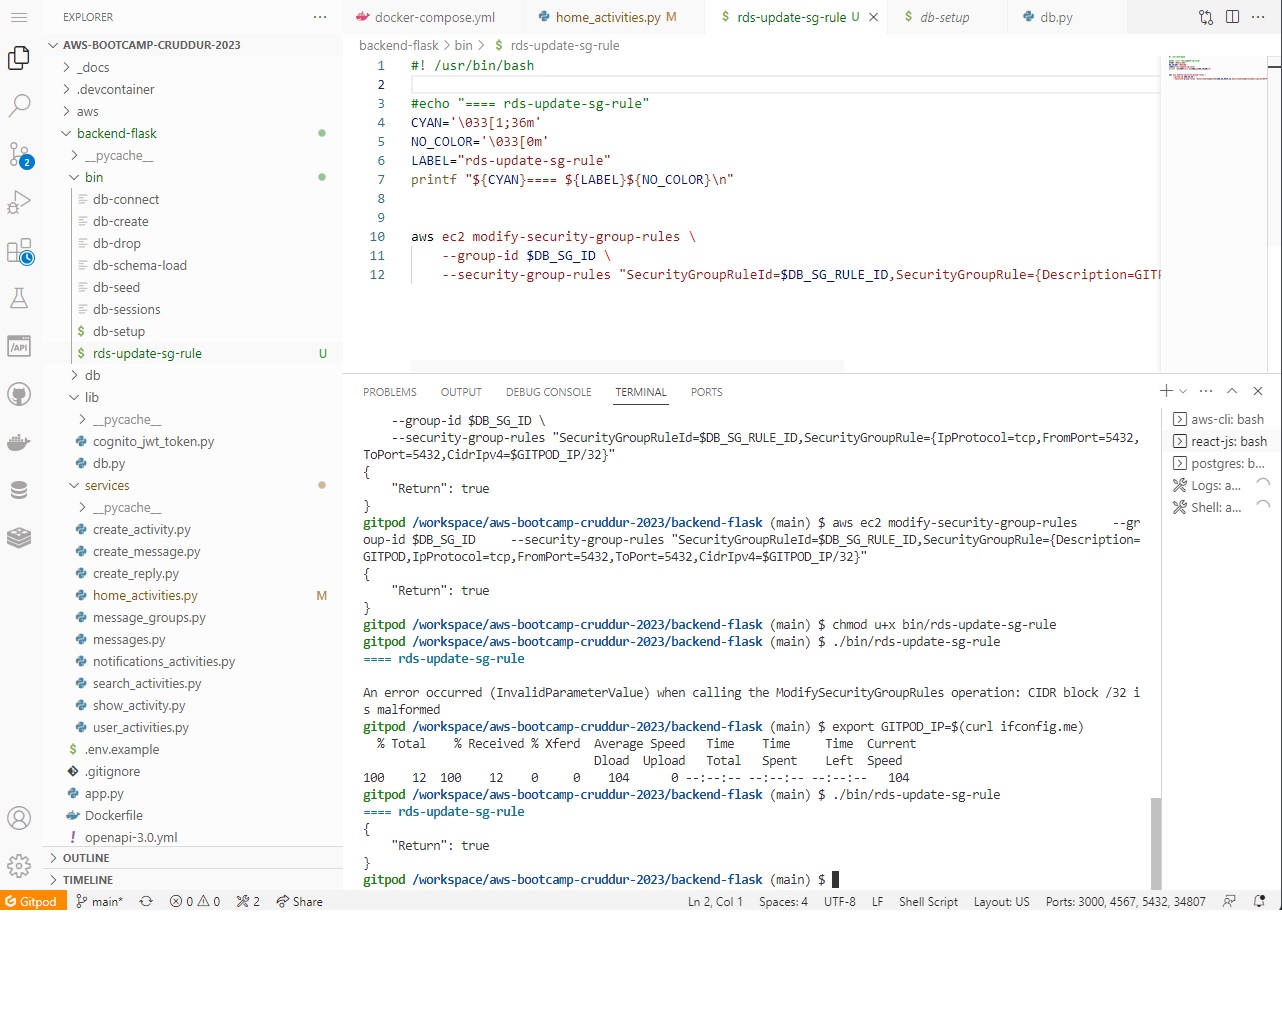 EXPLORER
AWS-BOOTCAMP-CRUDDUR-2023
_docs
.devcontainer
aws
backend-flask
__pycache__
bin
db-connect
db-create
db-drop
db-schema-load
db-seed
db-sessions
db-setup
rds-update-sg-rule U
db
lib
__pycache__
cognito_jwt_token.py
db.py
services
__pycache__
create_activity.py
create_message.py
create_reply.py
home_activities.py M
message_groups.py
messages.py
notifications_activities.py
search_activities.py
show_activity.py
user_activities.py
.env.example
.gitignore
app.py
Dockerfile
openapi-3.0.yml
OUTLINE
TIMELINE
2
/API
docker-compose.yml home_activities.py M rds-update-sg-rule U db-setup db.py
backend-flask > bin > $ rds-update-sg-rule
1 #! /usr/bin/bash
2
3 #echo "==== rds-update-sg-rule"
4 CYAN='\033[1;36m'
5 NO_COLOR='\033[0m'
6 LABEL="rds-update-sg-rule"
7 printf "${CYAN}==== ${LABEL}${NO_COLOR}\n"
8
9
10 aws ec2 modify-security-group-rules \
11 --group-id $DB_SG_ID \
12 --security-group-rules "SecurityGroupRuleId=$DB_SG_RULE_ID,SecurityGroupRule={Description=GITP
PROBLEMS OUTPUT DEBUG CONSOLE TERMINAL PORTS
--group-id $DB_SG_ID \
--security-group-rules "SecurityGroupRuleId=$DB_SG_RULE_ID,SecurityGroupRule={IpProtocol=tcp,FromPort=5432,
ToPort=5432,CidrIpv4=$GITPOD_IP/32}"
{
"Return": true
}
gitpod /workspace/aws-bootcamp-cruddur-2023/backend-flask (main) $ aws ec2 modify-security-group-rules --gr
oup-id $DB_SG_ID --security-group-rules "SecurityGroupRuleId=$DB_SG_RULE_ID,SecurityGroupRule={Description=
GITPOD,IpProtocol=tcp,FromPort=5432,ToPort=5432,CidrIpv4=$GITPOD_IP/32}"
{
"Return": true
}
gitpod /workspace/aws-bootcamp-cruddur-2023/backend-flask (main) $ chmod u+x bin/rds-update-sg-rule
gitpod /workspace/aws-bootcamp-cruddur-2023/backend-flask (main) $ ./bin/rds-update-sg-rule
==== rds-update-sg-rule
An error occurred (InvalidParameterValue) when calling the ModifySecurityGroupRules operation: CIDR block /32 i
s malformed
gitpod /workspace/aws-bootcamp-cruddur-2023/backend-flask (main) $ export GITPOD_IP=$(curl ifconfig.me)
% Total % Received % Xferd Average Speed Time Time Time Current
Dload Upload Total Spent Left Speed
100 12 100 12 0 0 104 0 --:--:-- --:--:-- --:--:-- 104
gitpod /workspace/aws-bootcamp-cruddur-2023/backend-flask (main) $ ./bin/rds-update-sg-rule
==== rds-update-sg-rule
{
"Return": true
}
gitpod /workspace/aws-bootcamp-cruddur-2023/backend-flask (main) $
aws-cli: bash
react-js: bash
postgres: b...
Logs: a...
Shell: a...
Gitpod main* 0 0 2 Share Ln 2, Col 1 Spaces: 4 UTF-8 LF Shell Script Layout: US Ports: 3000, 4567, 5432, 34807